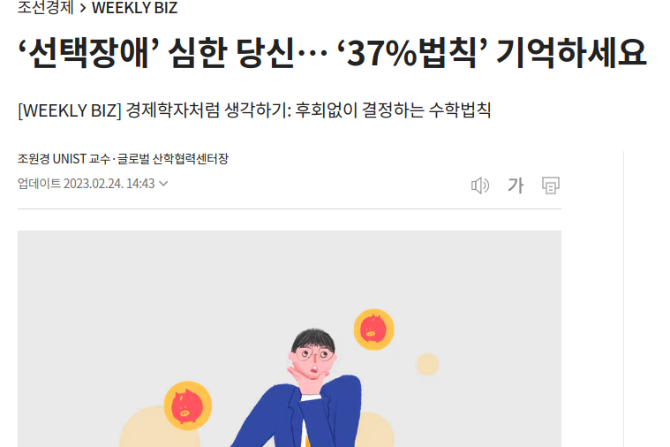 조선경제 > WEEKLY BIZ
‘선택장애’ 심한 당신… ‘37%법칙’ 기억하세요
[WEEKLY BIZ] 경제학자처럼 생각하기: 후회없이 결정하는 수학법칙
조원경 UNIST 교수·글로벌 산학협력센터장
업데이트 2023.02.24. 14:43
가